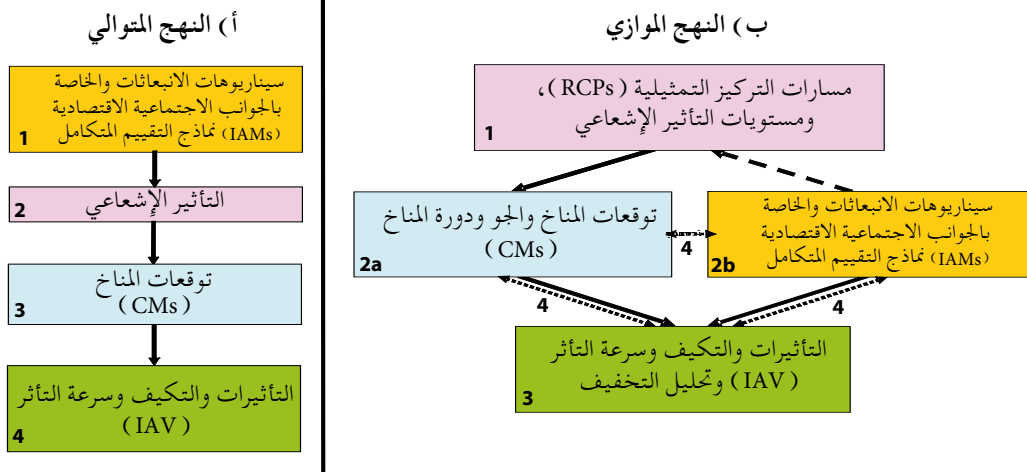 أ) النهج المتوالي
سيناريوهات الانبعاثات والخاصة
بالجوانب الاجتماعية الاقتصادية
(IAMs) نماذج التقييم المتكامل
1
التأثير الإشعاعي
2
توقعات المناخ
(CMs)
3
التأثيرات والتكيف وسرعة التأثر
(IAV)
4
ب) النهج الموازي
مسارات التركيز التمثيلية (RCPs)،
ومستويات التأثير الإشعاعي
1
توقعات المناخ والجو ودورة المناخ
(CMs)
2a
4
سيناريوهات الانبعاثات والخاصة
بالجوانب الاجتماعية الاقتصادية
(IAMs) نماذج التقييم المتكامل
2b
4
4
التأثيرات والتكيف وسرعة التأثر
(IAV) وتحليل التخفيف
3